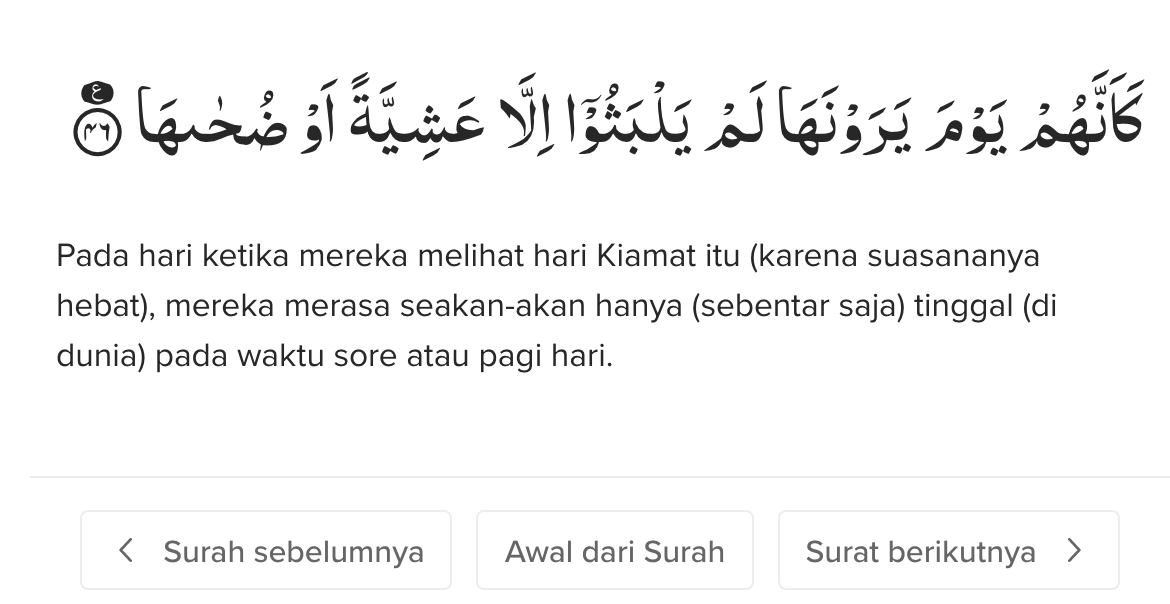 كَاَنَّهُمْ يَوْمَ يَرَوْنَهَا لَمْ يَلْبَثُوْٓا اِلَّا عَشِيَّةً اَوْ ضُحٰىهَا ࣖ ٤٦
Pada hari ketika mereka melihat hari Kiamat itu (karena suasananya
hebat), mereka merasa seakan-akan hanya (sebentar saja) tinggal (di
dunia) pada waktu sore atau pagi hari.
Surah sebelumnya
Awal dari Surah
Surat berikutnya